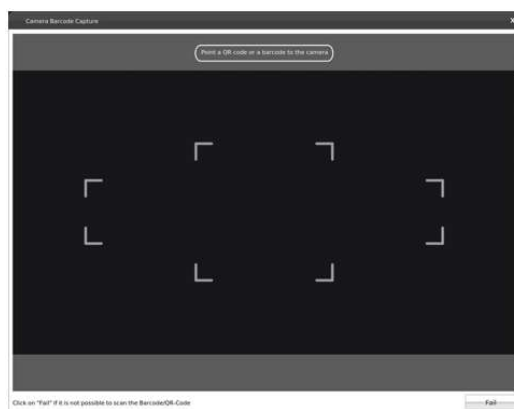 Camera Barcode Capture
Point a QR code or a barcode to the camera
Click on "Fail" if it is not possible to scan the Barcode/QR-Code
Fail